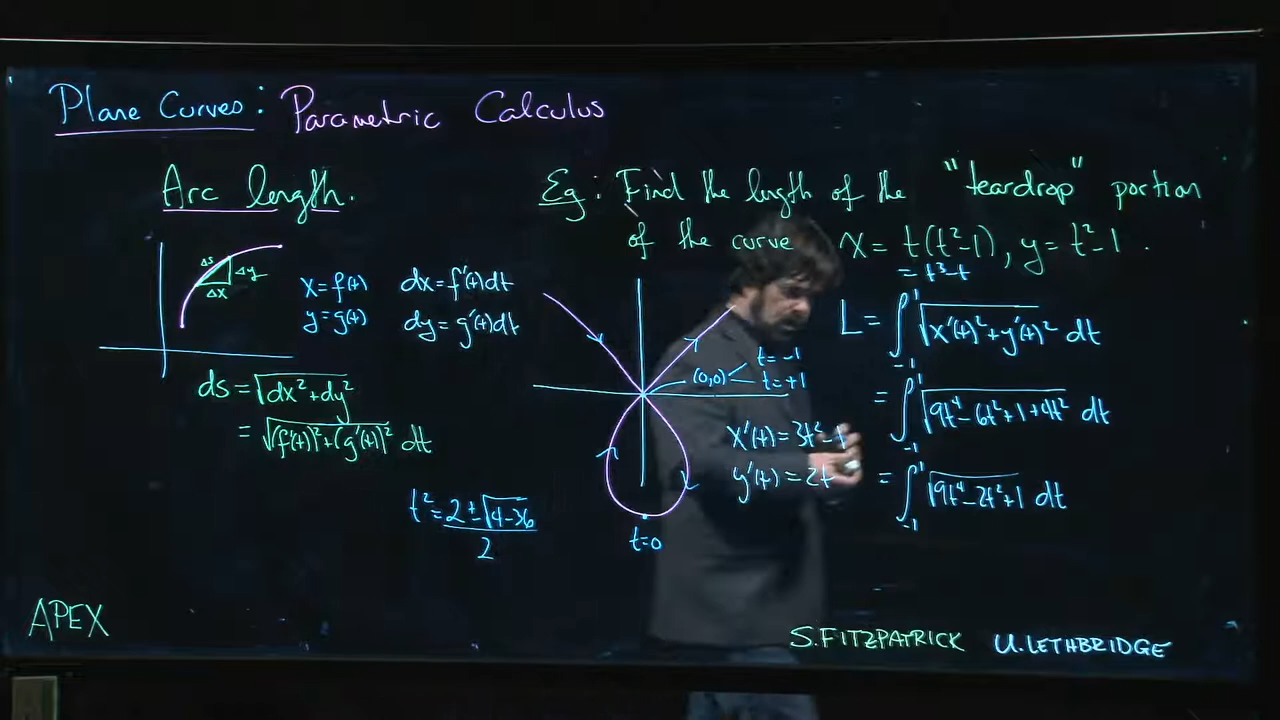 Plane Curves: Parametric Calculus
Arc length.
Δs
Δy
Δx
x=f(t) dx=f'(t)dt
y=g(t) dy=g'(t)dt
ds=√(dx²+dy²)
=√(f'(t)²+(g'(t))²) dt
t²=(2±√(4-36))/2
Eg: Find the length of the "teardrop" portion
of the curve x=t(t²-1), y=t²-1.
=t³-t
(0,0) t=-1
t=+1
t=0
x'(t)=3t²-1
y'(t)=2t
L=∫₋₁¹ √(x'(t)²+y'(t)²) dt
=∫₋₁¹ √(9t⁴-6t²+1+4t²) dt
=∫₋₁¹ √(9t⁴-2t²+1) dt
APEX
S.FITZPATRICK U.LETHBRIDGE